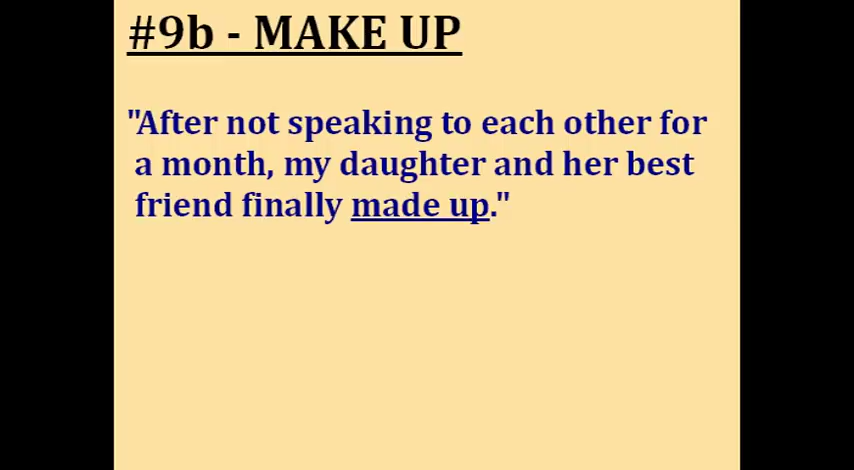 #9b - MAKE UP
"After not speaking to each other for
a month, my daughter and her best
friend finally made up."